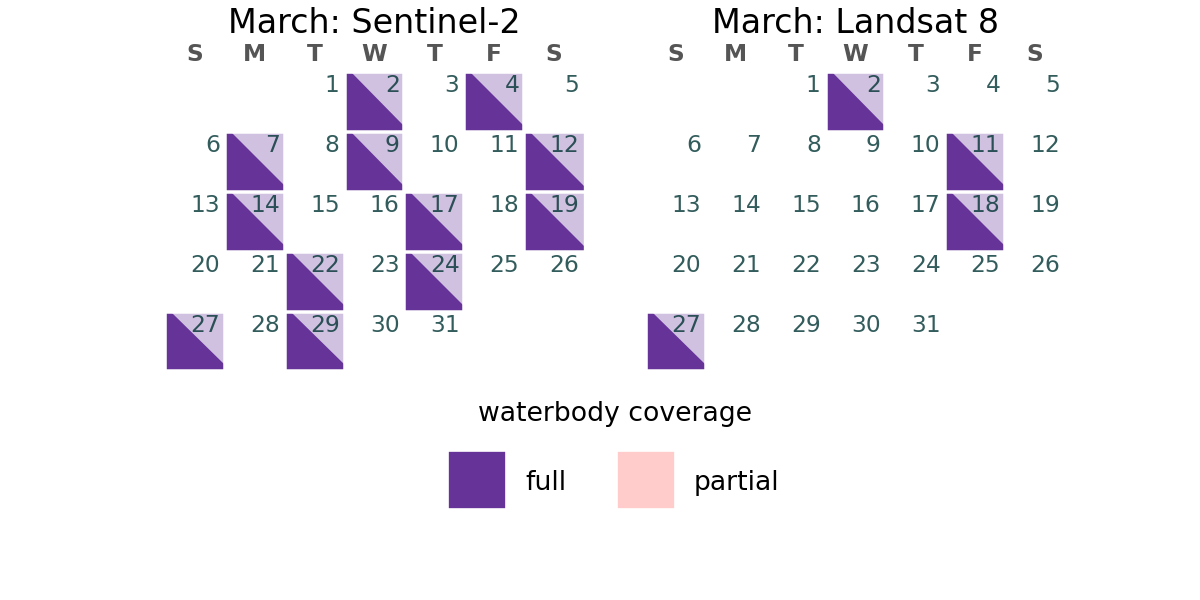 March: Sentinel-2
S M T W T F S
1 2 3 4 5
6 7 8 9 10 11 12
13 14 15 16 17 18 19
20 21 22 23 24 25 26
27 28 29 30 31
March: Landsat 8
S M T W T F S
1 2 3 4 5
6 7 8 9 10 11 12
13 14 15 16 17 18 19
20 21 22 23 24 25 26
27 28 29 30 31
waterbody coverage
full partial